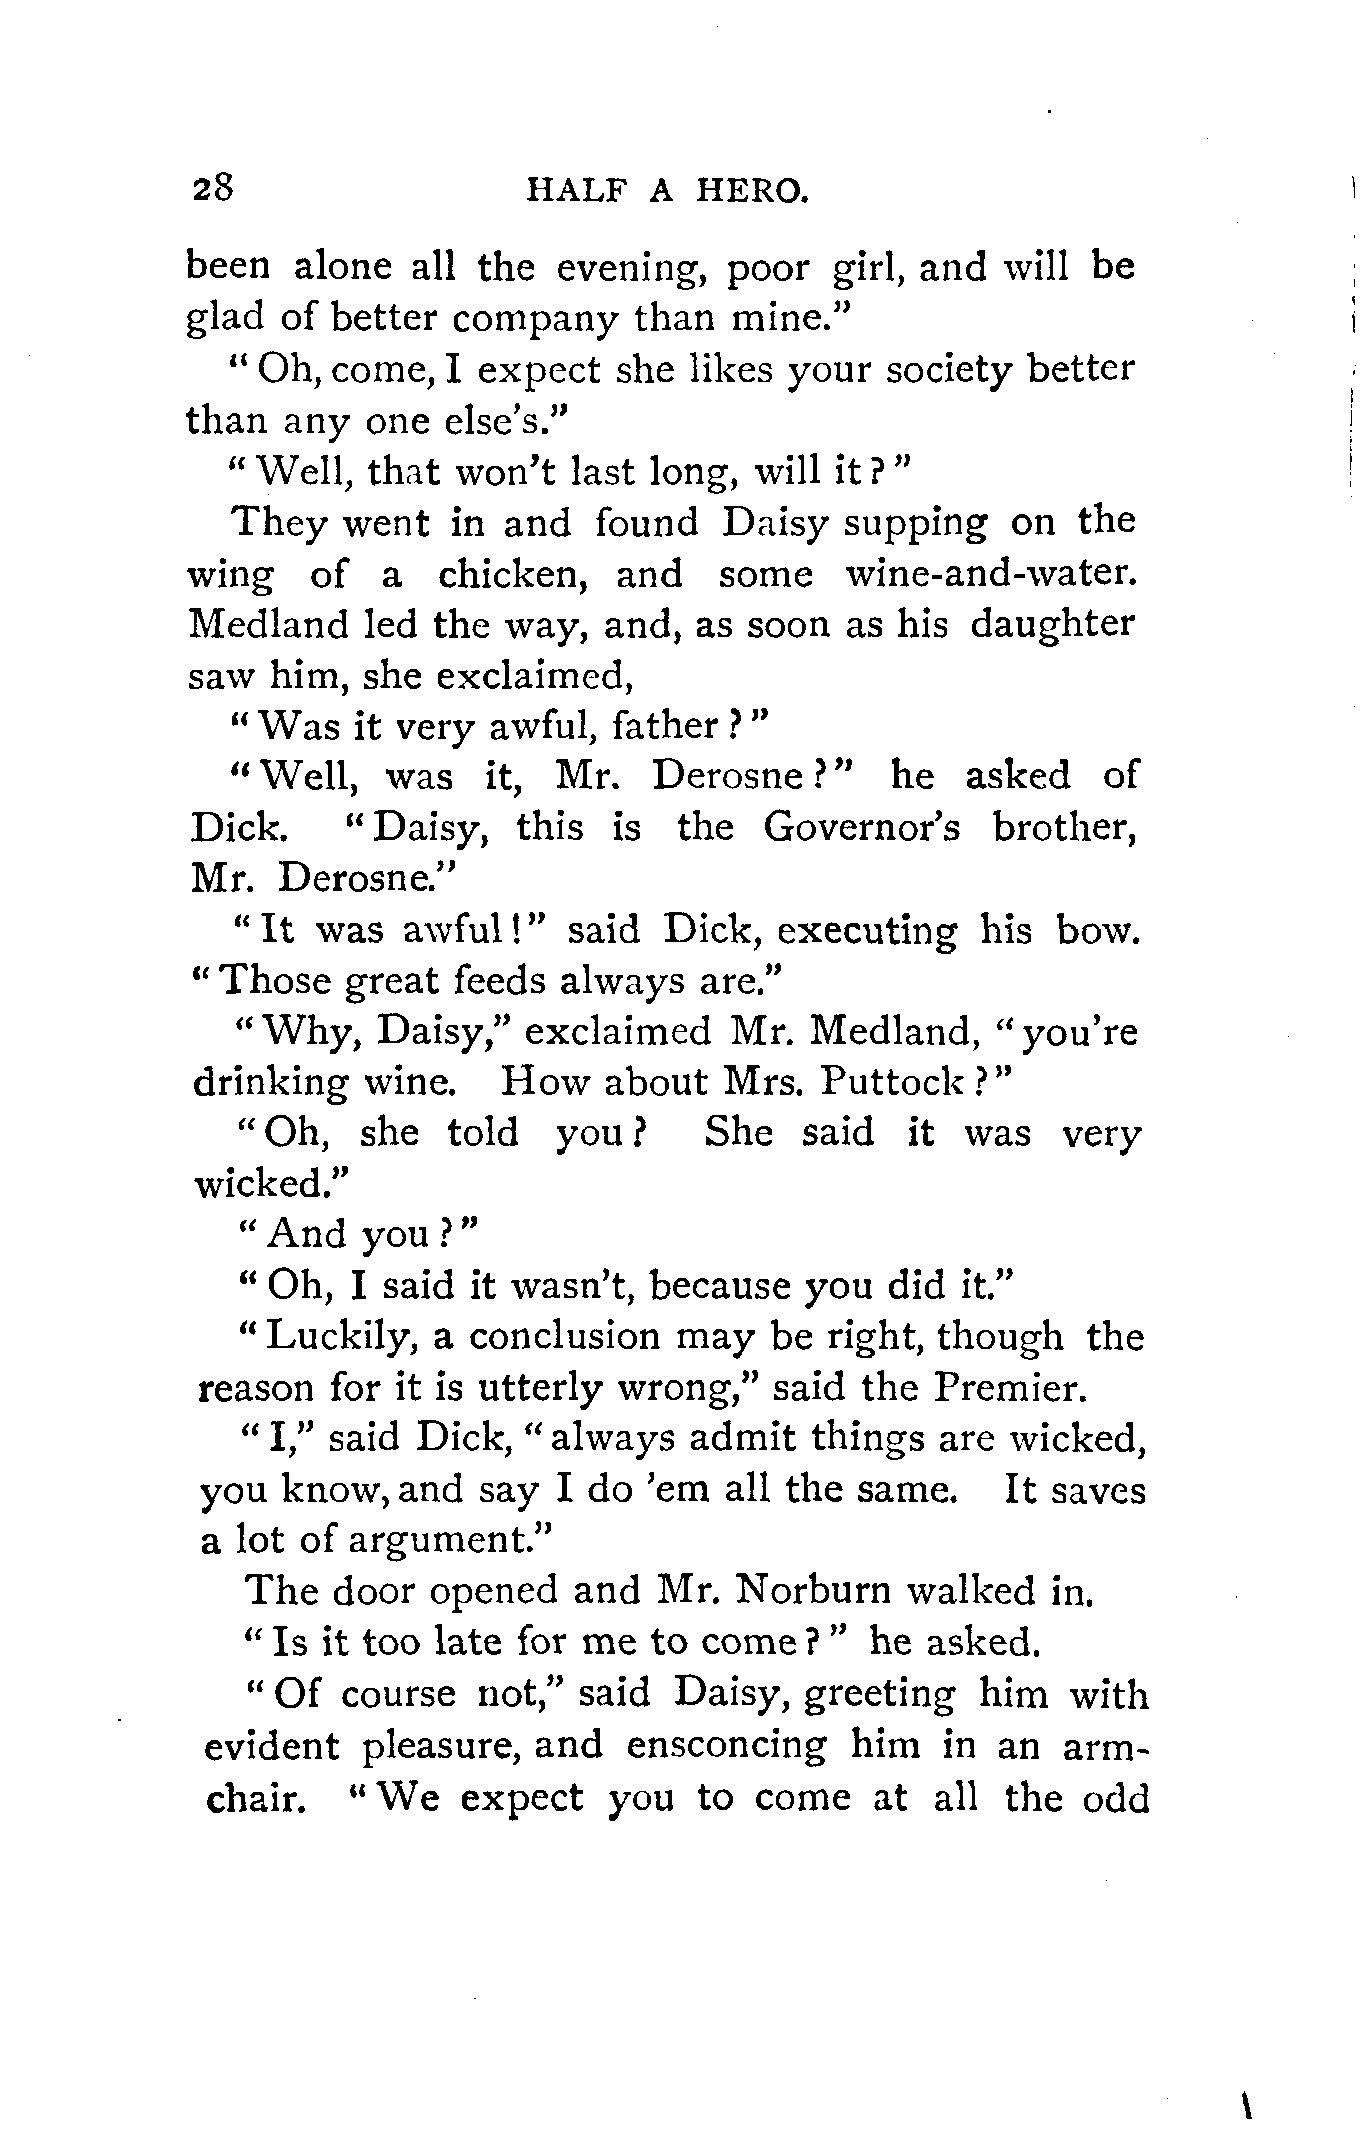 28 HALF A HERO.
been alone all the evening, poor girl, and will be
glad of better company than mine."
"Oh, come, I expect she likes your society better
than any one else's."
"Well, that won't last long, will it?"
They went in and found Daisy supping on the
wing of a chicken, and some wine-and-water.
Medland led the way, and, as soon as his daughter
saw him, she exclaimed,
"Was it very awful, father?"
"Well, was it, Mr. Derosne?" he asked of
Dick. "Daisy, this is the Governor's brother,
Mr. Derosne."
"It was awful!" said Dick, executing his bow.
"Those great feeds always are."
"Why, Daisy," exclaimed Mr. Medland, "you're
drinking wine. How about Mrs. Puttock?"
"Oh, she told you? She said it was very
wicked."
"And you?"
"Oh, I said it wasn't, because you did it."
"Luckily, a conclusion may be right, though the
reason for it is utterly wrong," said the Premier.
"I," said Dick, "always admit things are wicked,
you know, and say I do 'em all the same. It saves
a lot of argument."
The door opened and Mr. Norburn walked in.
"Is it too late for me to come?" he asked.
"Of course not," said Daisy, greeting him with
evident pleasure, and ensconcing him in an arm-
chair. "We expect you to come at all the odd